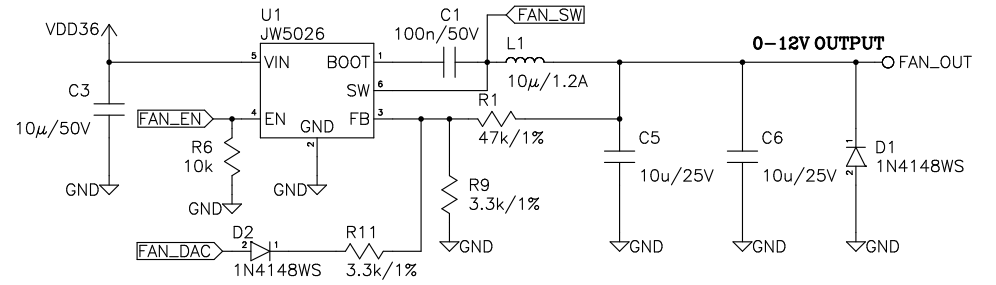 U1
JW5026
VDD36
C1
100n/50V
FAN_SW
L1
10μ/1.2A
0-12V OUTPUT
FAN_OUT
5
VIN
BOOT
1
SW
6
C3
10μ/50V
FAN_EN
4
EN
GND
2
FB
3
R1
47k/1%
R6
10k
GND
GND
GND
R9
3.3k/1%
GND
C5
10u/25V
GND
C6
10u/25V
GND
1
2
D1
1N4148WS
GND
FAN_DAC
D2
2
1
1N4148WS
R11
3.3k/1%